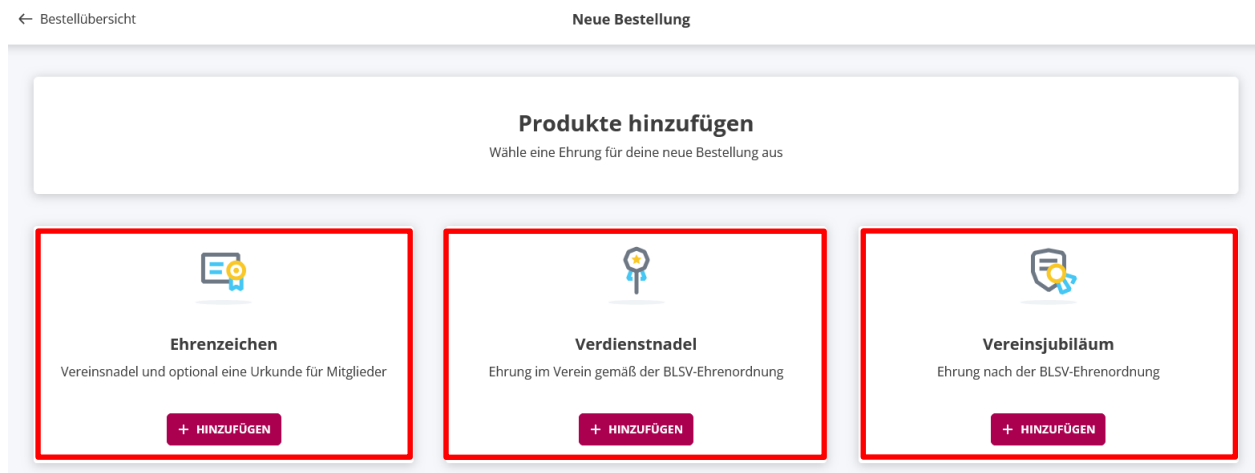 ← Bestellübersicht
Neue Bestellung
Produkte hinzufügen
Wähle eine Ehrung für deine neue Bestellung aus
Ehrenzeichen
Vereinsnadel und optional eine Urkunde für Mitglieder
+ HINZUFÜGEN
Verdienstnadel
Ehrung im Verein gemäß der BLSV-Ehrenordnung
+ HINZUFÜGEN
Vereinsjubiläum
Ehrung nach der BLSV-Ehrenordnung
+ HINZUFÜGEN